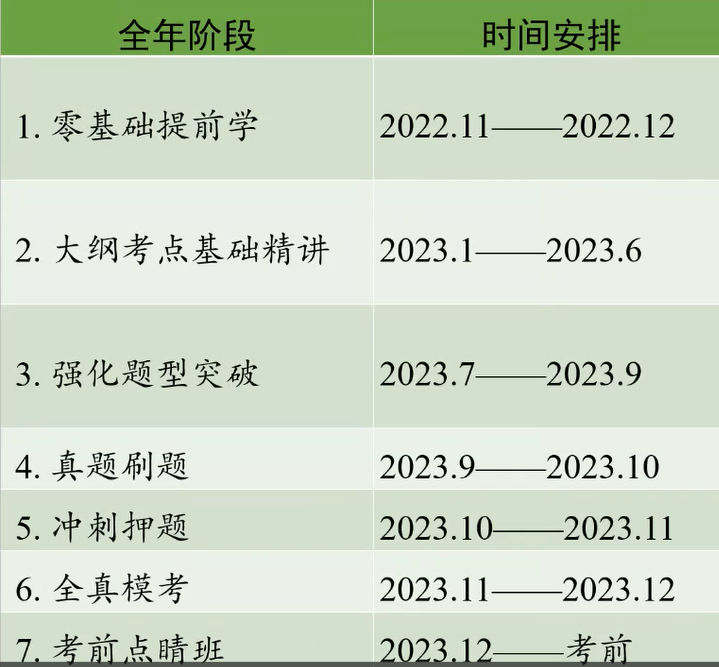 全年阶段 时间安排
1. 零基础提前学 2022.11——2022.12
2. 大纲考点基础精讲 2023.1——2023.6
3. 强化题型突破 2023.7——2023.9
4. 真题刷题 2023.9——2023.10
5. 冲刺押题 2023.10——2023.11
6. 全真模考 2023.11——2023.12
7. 考前点睛班 2023.12——考前